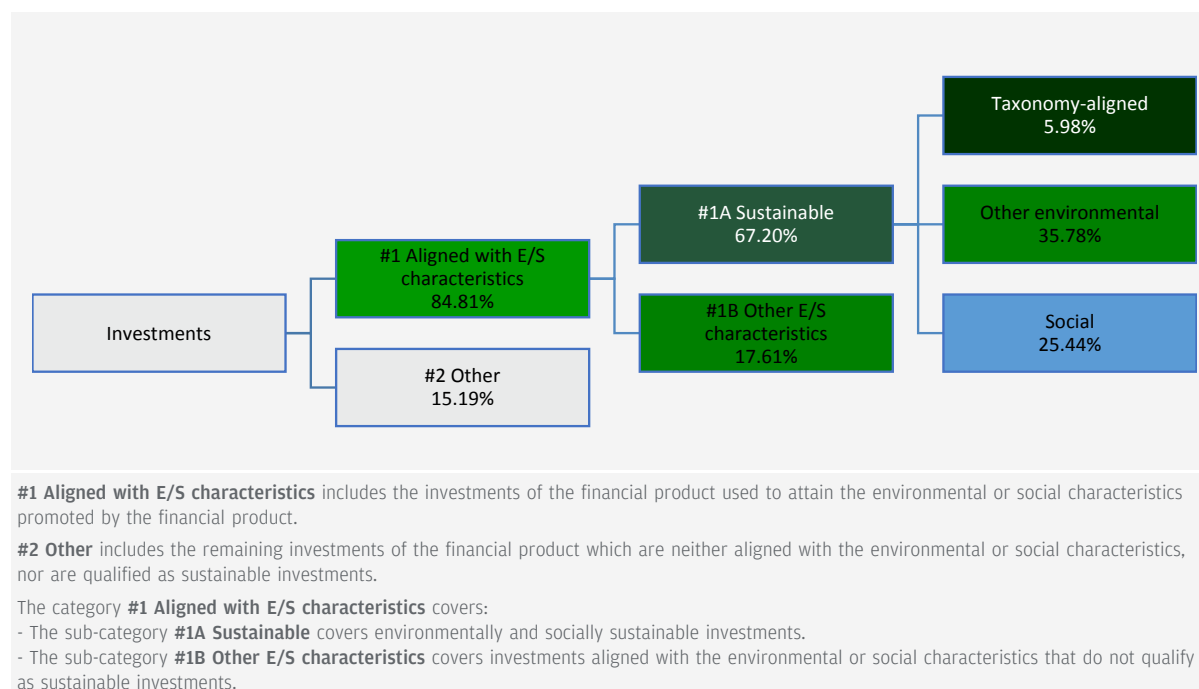 Investments
#1 Aligned with E/S
characteristics
84.81%
#2 Other
15.19%
#1A Sustainable
67.20%
#1B Other E/S
characteristics
17.61%
Taxonomy-aligned
5.98%
Other environmental
35.78%
Social
25.44%
#1 Aligned with E/S characteristics includes the investments of the financial product used to attain the environmental or social characteristics
promoted by the financial product.
#2 Other includes the remaining investments of the financial product which are neither aligned with the environmental or social characteristics,
nor are qualified as sustainable investments.
The category #1 Aligned with E/S characteristics covers:
- The sub-category #1A Sustainable covers environmentally and socially sustainable investments.
- The sub-category #1B Other E/S characteristics covers investments aligned with the environmental or social characteristics that do not qualify
as sustainable investments.